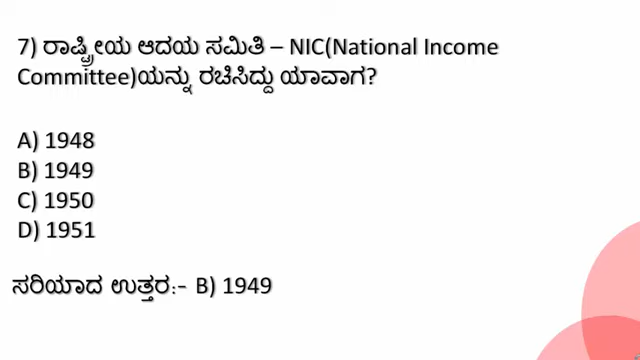 7) ರಾಷ್ಟ್ರೀಯ ಆದಯ ಸಮಿತಿ – NIC(National Income
Committee)ಯನ್ನು ರಚಿಸಿದ್ದು ಯಾವಾಗ?
A) 1948
B) 1949
C) 1950
D) 1951
ಸರಿಯಾದ ಉತ್ತರ:- B) 1949